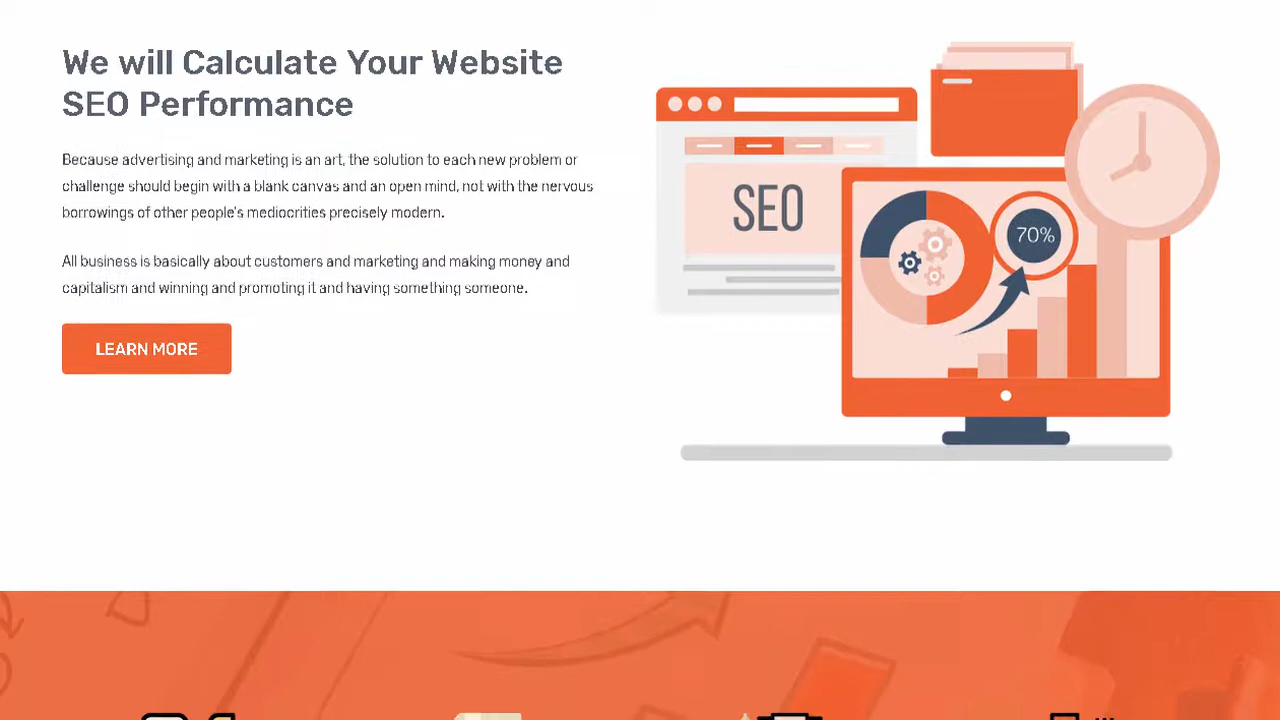 We will Calculate Your Website
SEO Performance
Because advertising and marketing is an art, the solution to each new problem or
challenge should begin with a blank canvas and an open mind, not with the nervous
borrowings of other people's mediocrities precisely modern.
All business is basically about customers and marketing and making money and
capitalism and winning and promoting it and having something someone.
LEARN MORE
SEO
70%